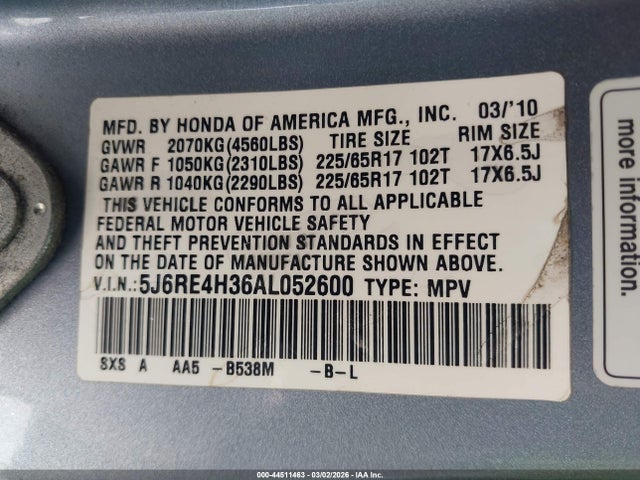 MFD. BY HONDA OF AMERICA MFG., INC. 03/'10
GVWR 2070KG(4560LBS) TIRE SIZE RIM SIZE
GAWR F 1050KG(2310LBS) 225/65R17 102T 17X6.5J
GAWR R 1040KG(2290LBS) 225/65R17 102T 17X6.5J
THIS VEHICLE CONFORMS TO ALL APPLICABLE
FEDERAL MOTOR VEHICLE SAFETY
AND THEFT PREVENTION STANDARDS IN EFFECT
ON THE DATE OF MANUFACTURE SHOWN ABOVE.
V.I.N.:5J6RE4H36AL052600 TYPE: MPV
SXS A AA5 -B538M -B-L
more information.
000-44511463 - 03/02/2026 - IAA Inc.